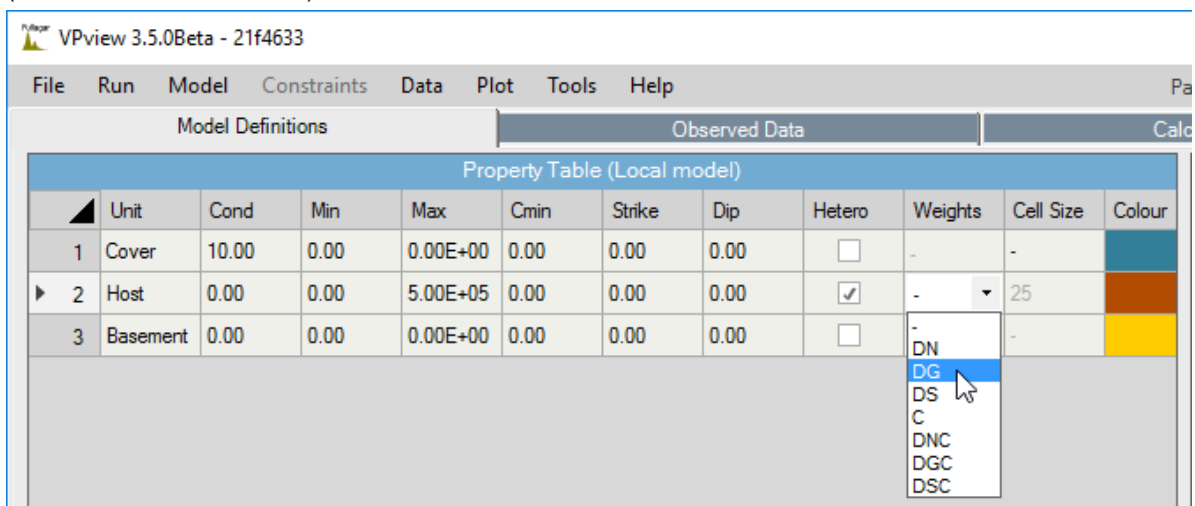 Fullagar
VPview 3.5.0Beta - 21f4633
File Run Model Constraints Data Plot Tools Help Pa
Model Definitions Observed Data Calc
Property Table (Local model)
Unit Cond Min Max Cmin Strike Dip Hetero Weights Cell Size Colour
1 Cover 10.00 0.00 0.00E+00 0.00 0.00 0.00 - -
2 Host 0.00 0.00 5.00E+05 0.00 0.00 0.00 - 25
3 Basement 0.00 0.00 0.00E+00 0.00 0.00 0.00 -
-
DN
DG
DS
C
DNC
DGC
DSC